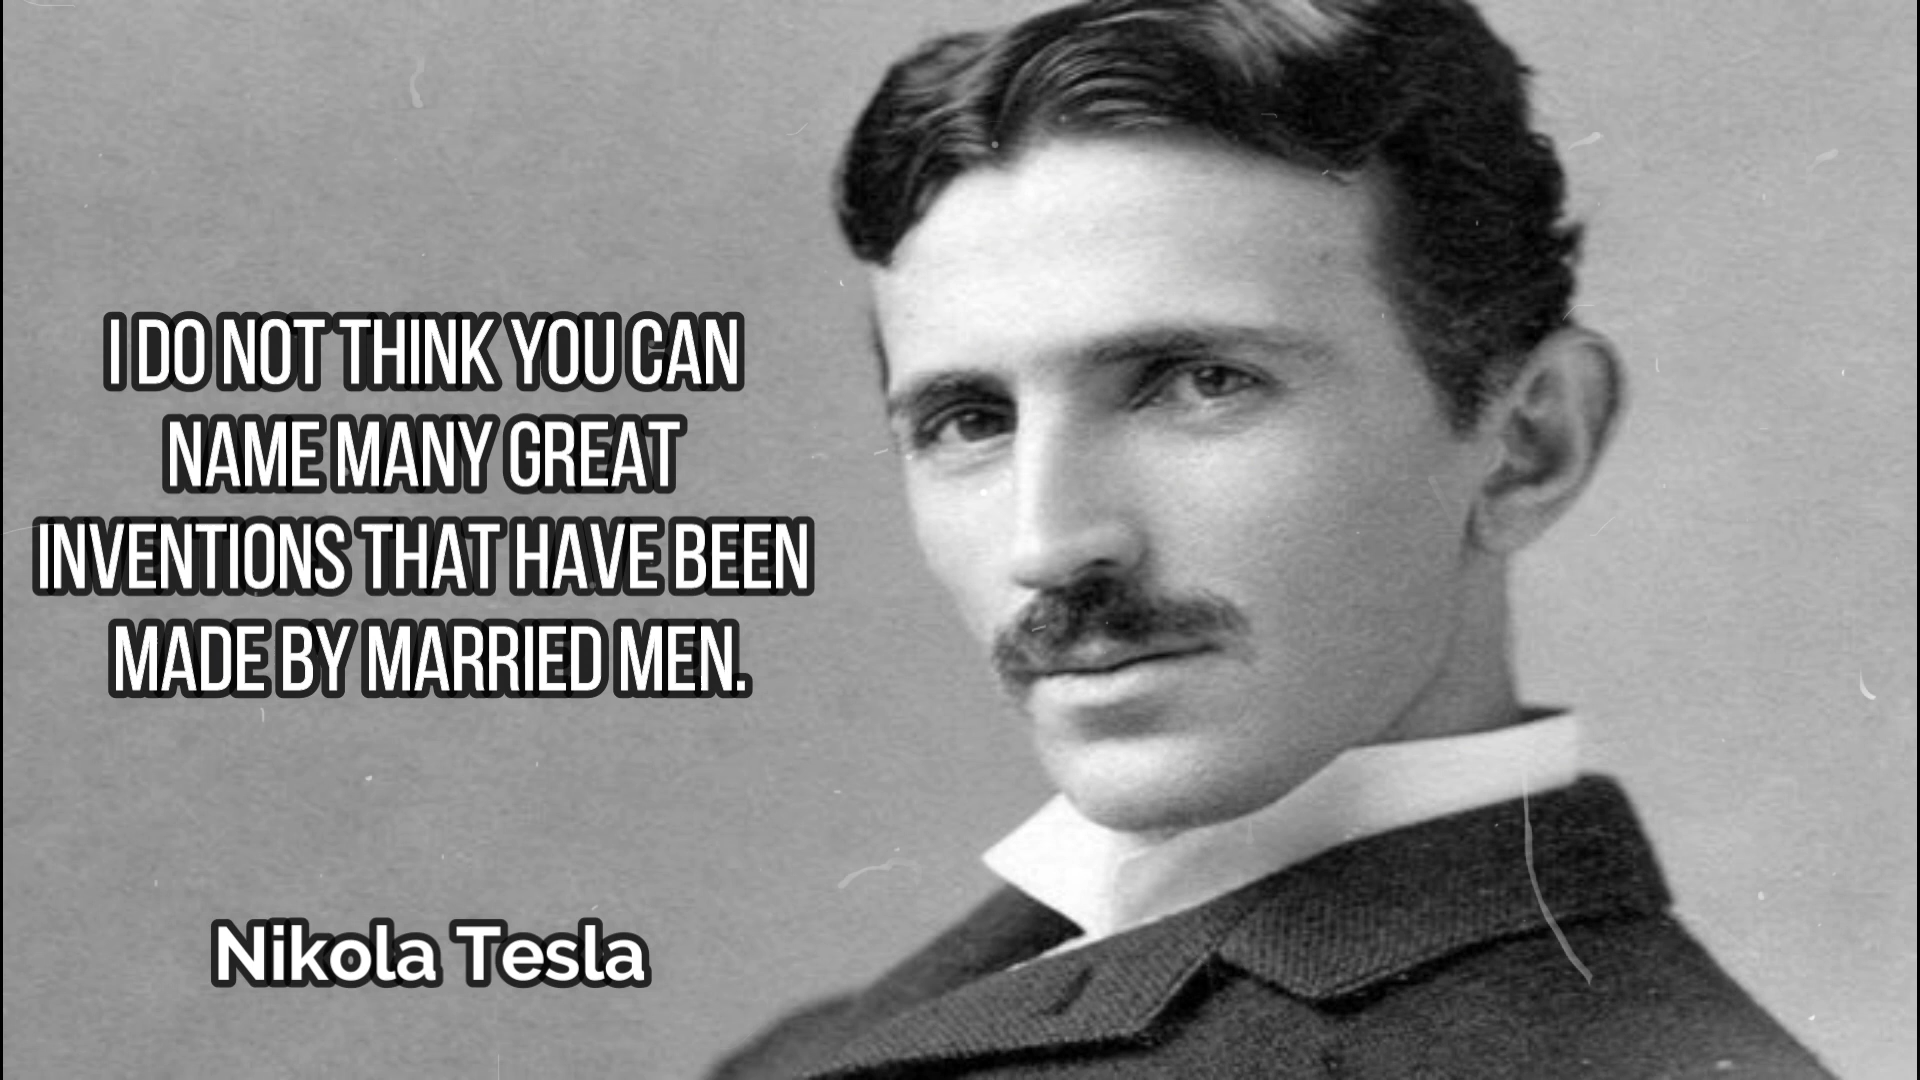 I DO NOT THINK YOU CAN
NAME MANY GREAT
INVENTIONS THAT HAVE BEEN
MADE BY MARRIED MEN.
Nikola Tesla